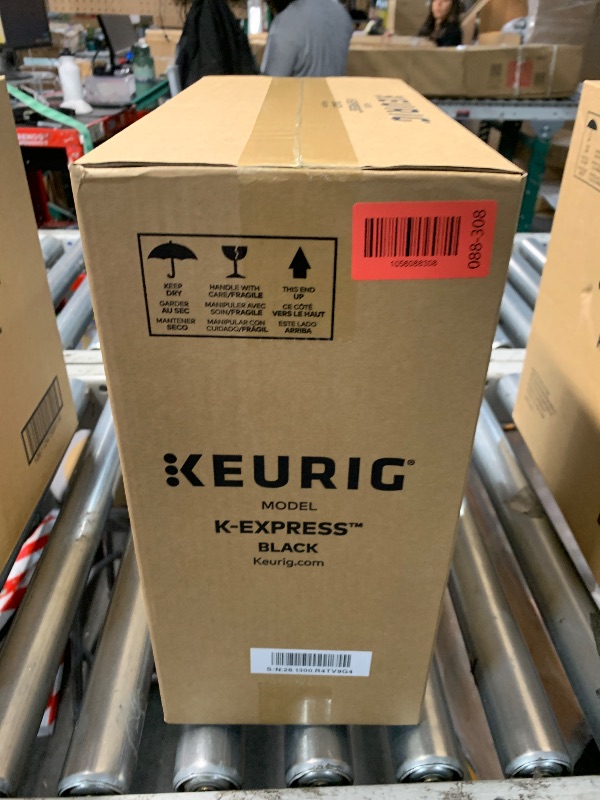 KEURIG
1058088308
088-308
KEEP
DRY
GARDER
AU SEC
MANTENER
SECO
HANDLE WITH
CARE/FRAGILE
MANIPULER AVEC
SOIN/FRAGILE
MANIPULAR CON
CUIDADO/FRÁGIL
THIS END
UP
CE CÔTÉ
VERS LE HAUT
ESTE LADO
ARRIBA
KEURIG®
MODEL
K-EXPRESS™
BLACK
Keurig.com